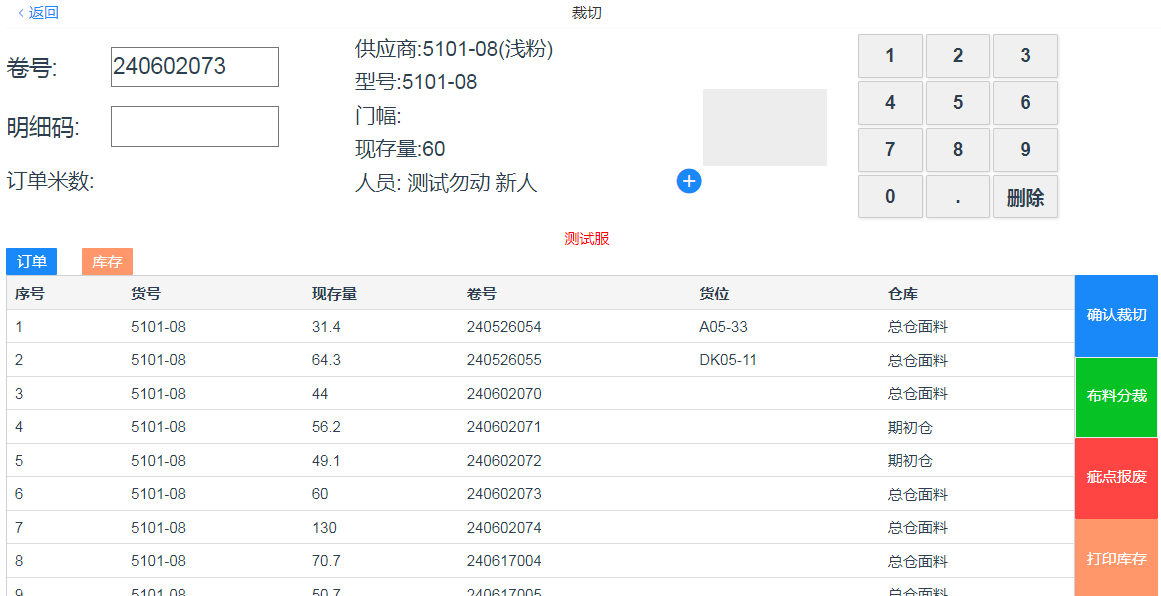 返回
裁切
卷号: 240602073
明细码:
订单米数:
供应商:5101-08(浅粉)
型号:5101-08
门幅:
现存量:60
人员: 测试勿动 新人
1 2 3
4 5 6
7 8 9
0 . 删除
测试服
订单 库存
序号 货号 现存量 卷号 货位 仓库
1 5101-08 31.4 240526054 A05-33 总仓面料
2 5101-08 64.3 240526055 DK05-11 总仓面料
3 5101-08 44 240602070 总仓面料
4 5101-08 56.2 240602071 期初仓
5 5101-08 49.1 240602072 期初仓
6 5101-08 60 240602073 总仓面料
7 5101-08 130 240602074 总仓面料
8 5101-08 70.7 240617004 总仓面料
9 5101-08 50.7 240617005 总仓面料
确认裁切
布料分裁
疵点报废
打印库存